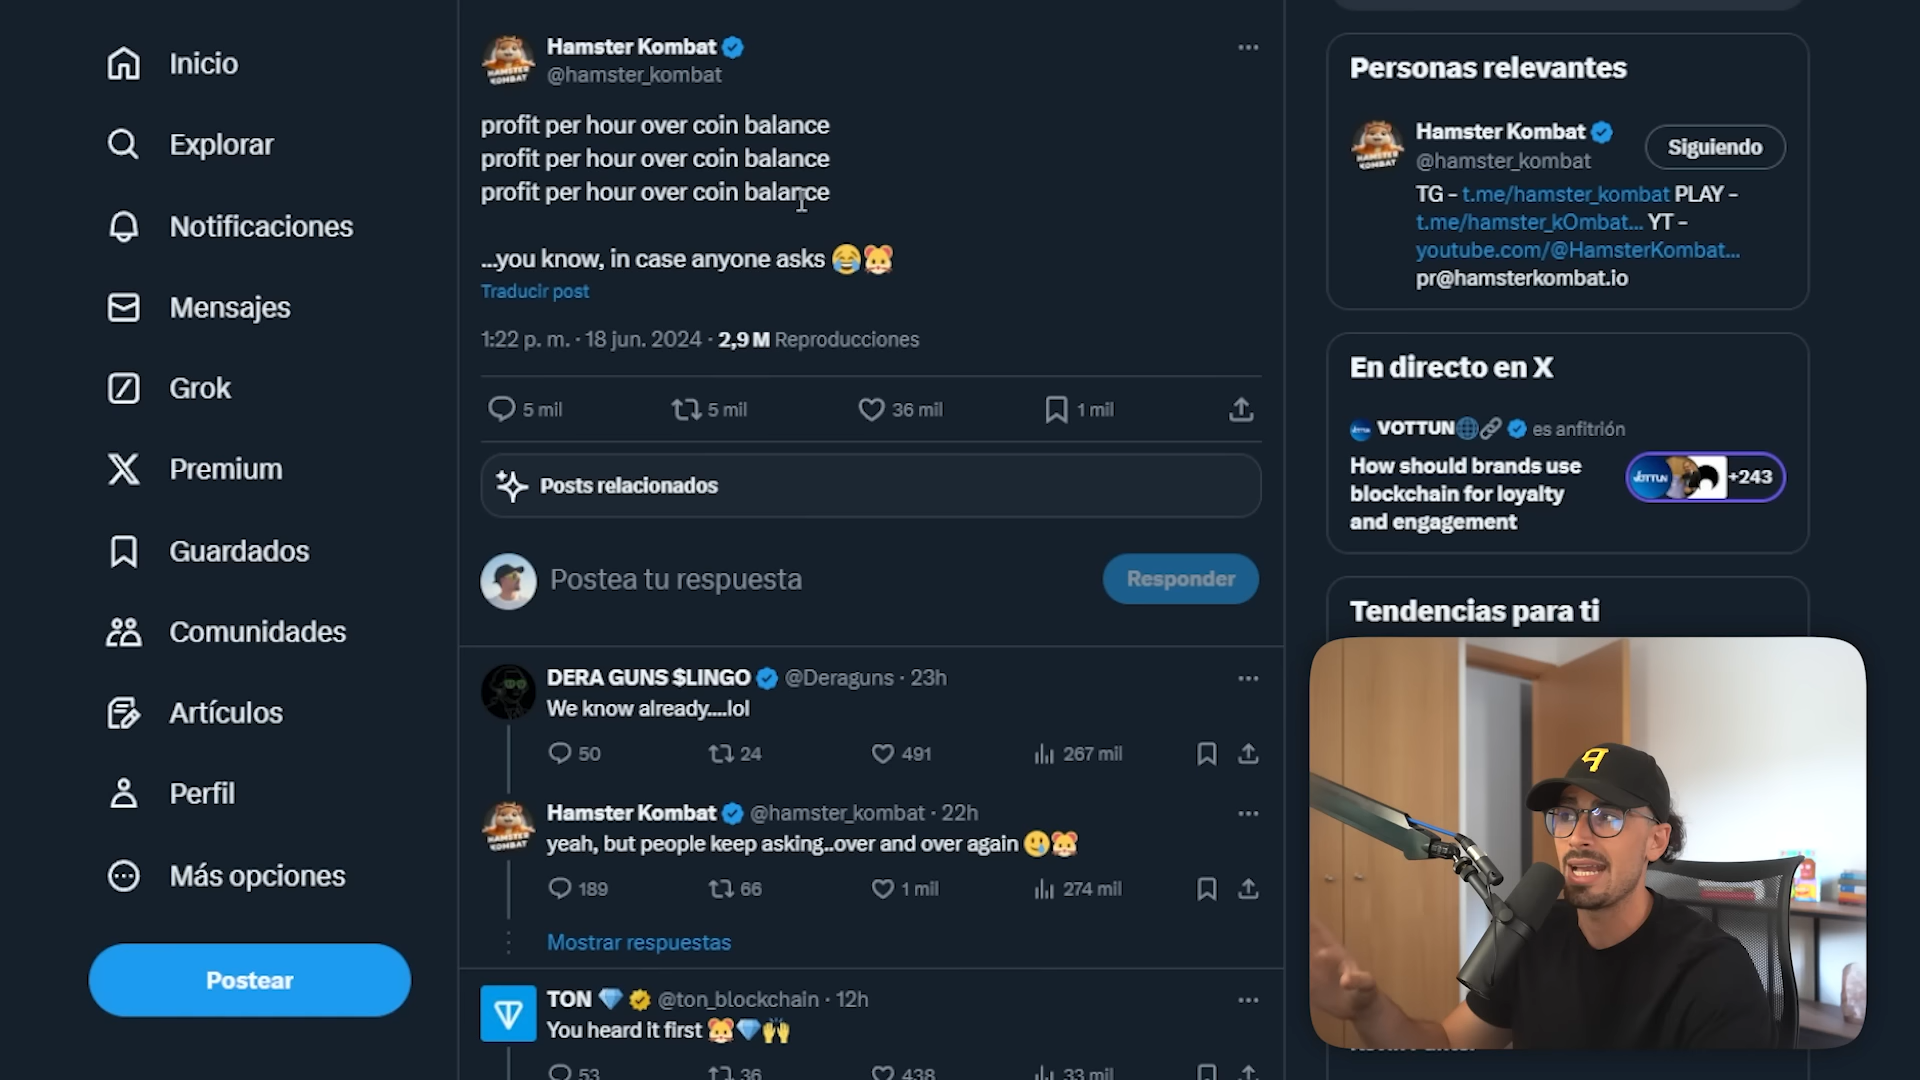 Inicio
Explorar
Notificaciones
Mensajes
Grok
Premium
Guardados
Comunidades
Artículos
Perfil
Más opciones
Postear
Hamster Kombat
@hamster_kombat
profit per hour over coin balance
profit per hour over coin balance
profit per hour over coin balance
...you know, in case anyone asks 😂🐹
Traducir post
1:22 p. m. · 18 jun. 2024 · 2,9 M Reproducciones
5 mil 5 mil 36 mil 1 mil
Posts relacionados
Postea tu respuesta
Responder
DERA GUNS $LINGO @Deraguns · 23h
We know already....lol
50 24 491 267 mil
Hamster Kombat @hamster_kombat · 22h
yeah, but people keep asking..over and over again 🥲🐹
189 66 1 mil 274 mil
Mostrar respuestas
TON 💎 @ton_blockchain · 12h
You heard it first 🐹💎🙌
53 36 438 33 mil
Personas relevantes
Hamster Kombat
@hamster_kombat
Siguiendo
TG - t.me/hamster_kombat PLAY -
t.me/hamster_kOmbat... YT -
youtube.com/@HamsterKombat...
pr@hamsterkombat.io
En directo en X
VOTTUN🌐🔗 es anfitrión
How should brands use
blockchain for loyalty
and engagement
VOTTUN
+243
Tendencias para ti